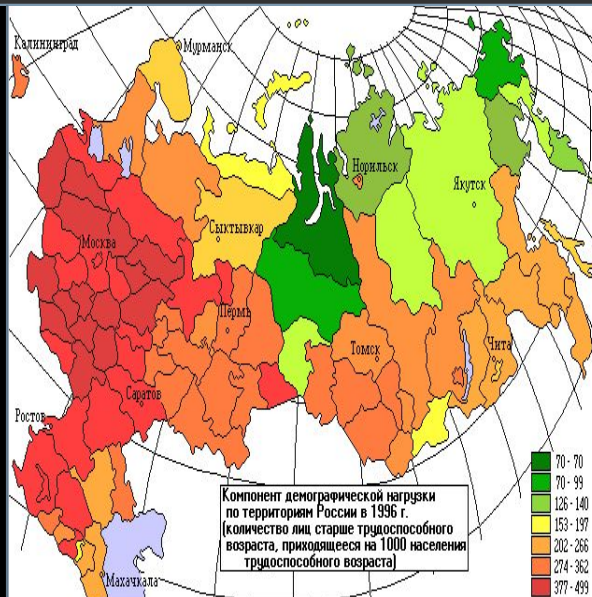 Калининград
Мурманск
Норильск
Якутск
Сыктывкар
Москва
Пермь
Томск
Чита
Саратов
Ростов
Махачкала
Компонент демографической нагрузки
по территориям России в 1996 г.
(количество лиц старше трудоспособного
возраста, приходящееся на 1000 населения
трудоспособного возраста)
70 - 70
70 - 99
126 - 140
153 - 197
202 - 266
274 - 362
377 - 499